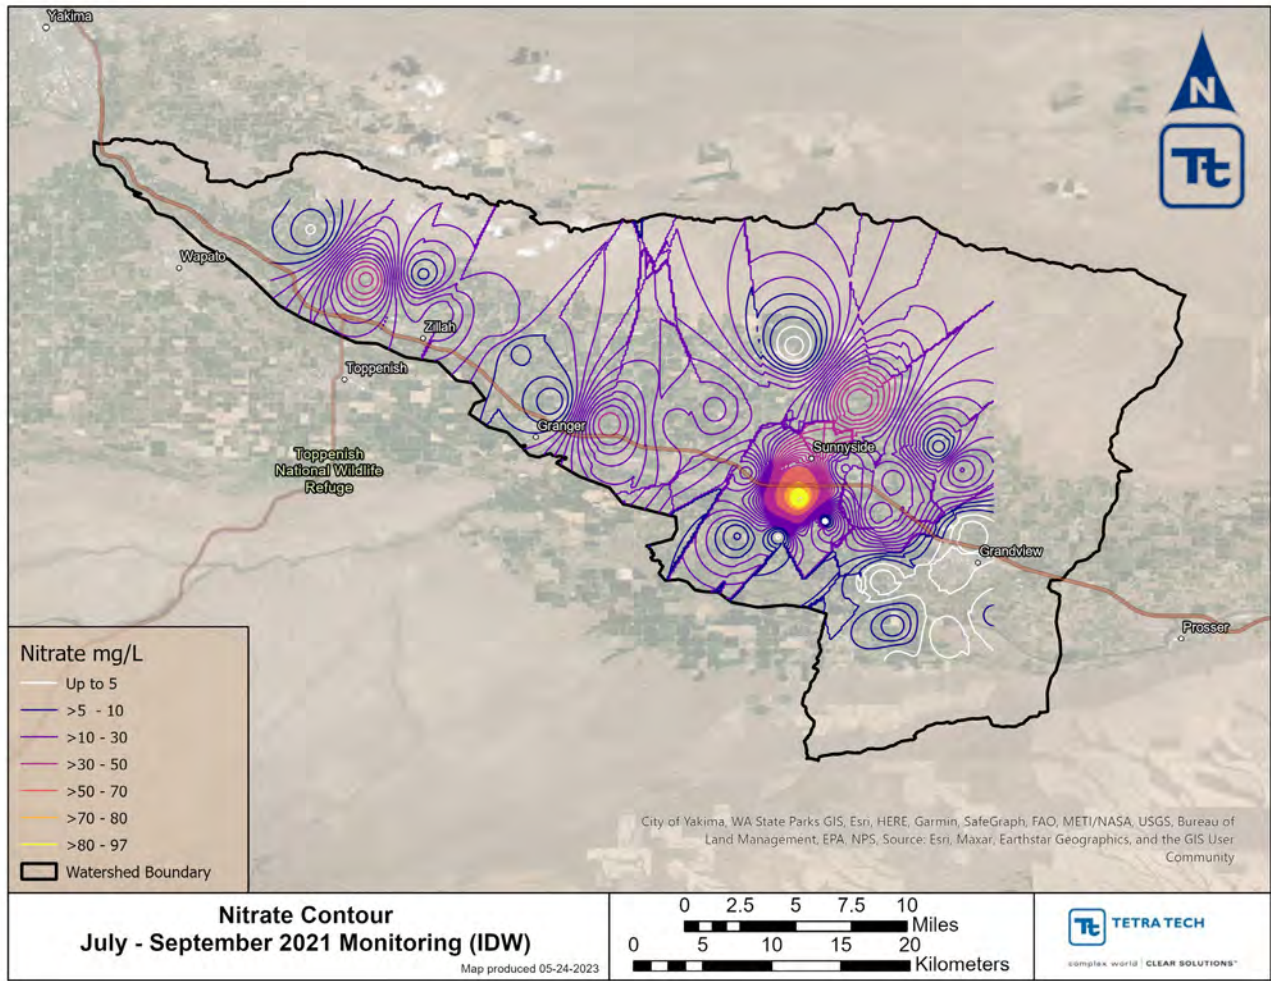 Yakima
N
Tt
Wapato
Zillah
Toppenish
Granger
Sunnyside
Toppenish
National Wildlife
Refuge
Grandview
Prosser
Nitrate mg/L
Up to 5
>5 - 10
>10 - 30
>30 - 50
>50 - 70
>70 - 80
>80 - 97
Watershed Boundary
City of Yakima, WA State Parks GIS, Esri, HERE, Garmin, SafeGraph, FAO, METI/NASA, USGS, Bureau of
Land Management, EPA, NPS, Source: Esri, Maxar, Earthstar Geographics, and the GIS User
Community
Nitrate Contour
July - September 2021 Monitoring (IDW)
Map produced 05-24-2023
0 2.5 5 7.5 10
Miles
0 5 10 15 20
Kilometers
Tt TETRA TECH
complex world | CLEAR SOLUTIONS™